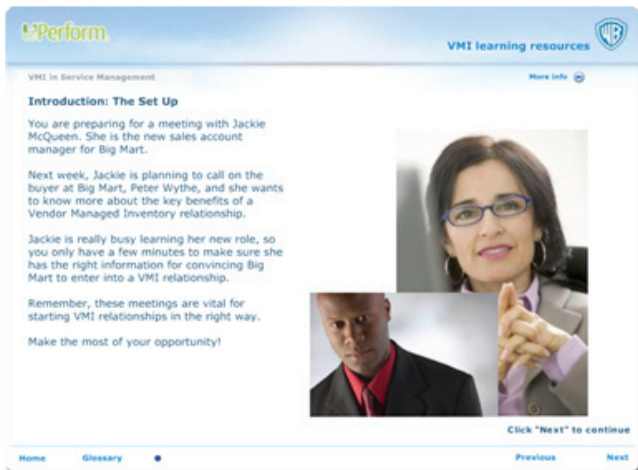 UPerform.
VMI learning resources
WB
VMI in Service Management
More info
Introduction: The Set Up
You are preparing for a meeting with Jackie
McQueen. She is the new sales account
manager for Big Mart.
Next week, Jackie is planning to call on the
buyer at Big Mart, Peter Wythe, and she wants
to know more about the key benefits of a
Vendor Managed Inventory relationship.
Jackie is really busy learning her new role, so
you only have a few minutes to make sure she
has the right information for convincing Big
Mart to enter into a VMI relationship.
Remember, these meetings are vital for
starting VMI relationships in the right way.
Make the most of your opportunity!
Click "Next" to continue
Home
Glossary
Previous
Next